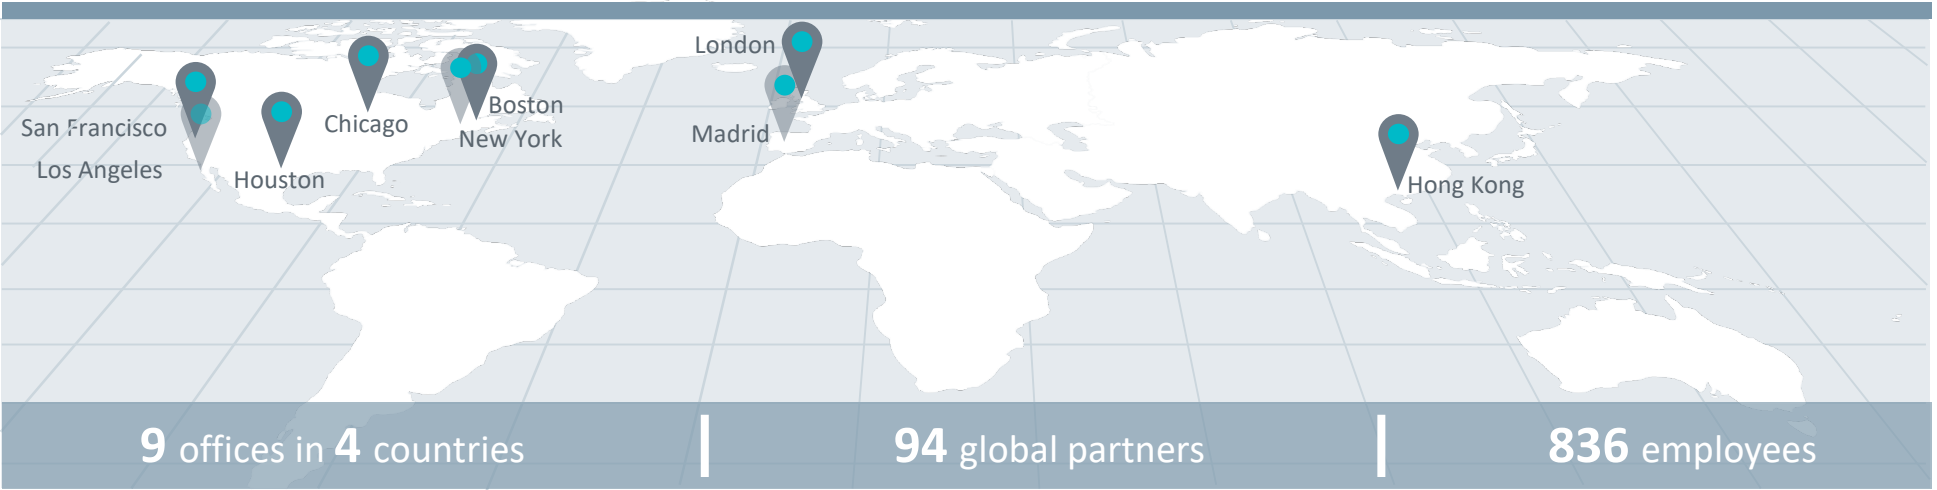 London
Boston
San Francisco
Chicago
Madrid
New York
Los Angeles
Houston
Hong Kong
9 offices in 4 countries
94 global partners
836 employees